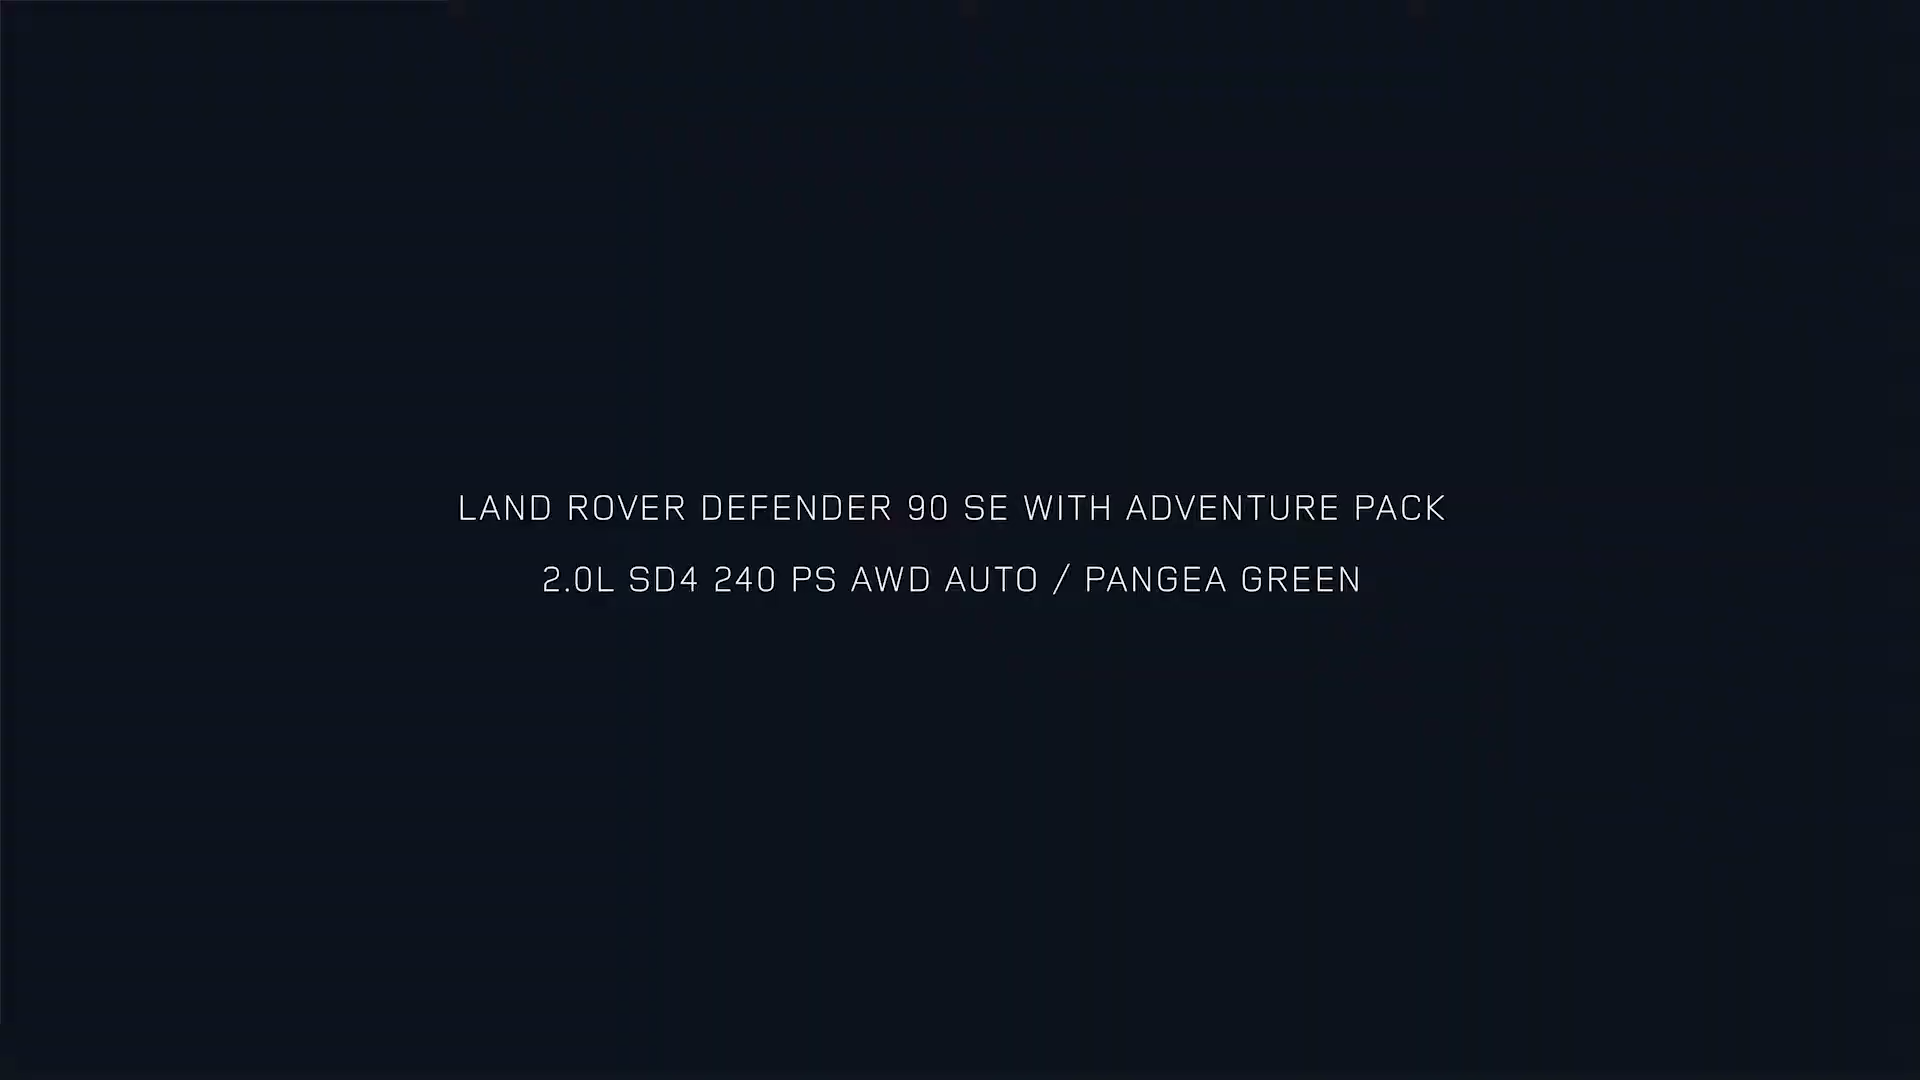 LAND ROVER DEFENDER 90 SE WITH ADVENTURE PACK
2.0L SD4 240 PS AWD AUTO / PANGEA GREEN